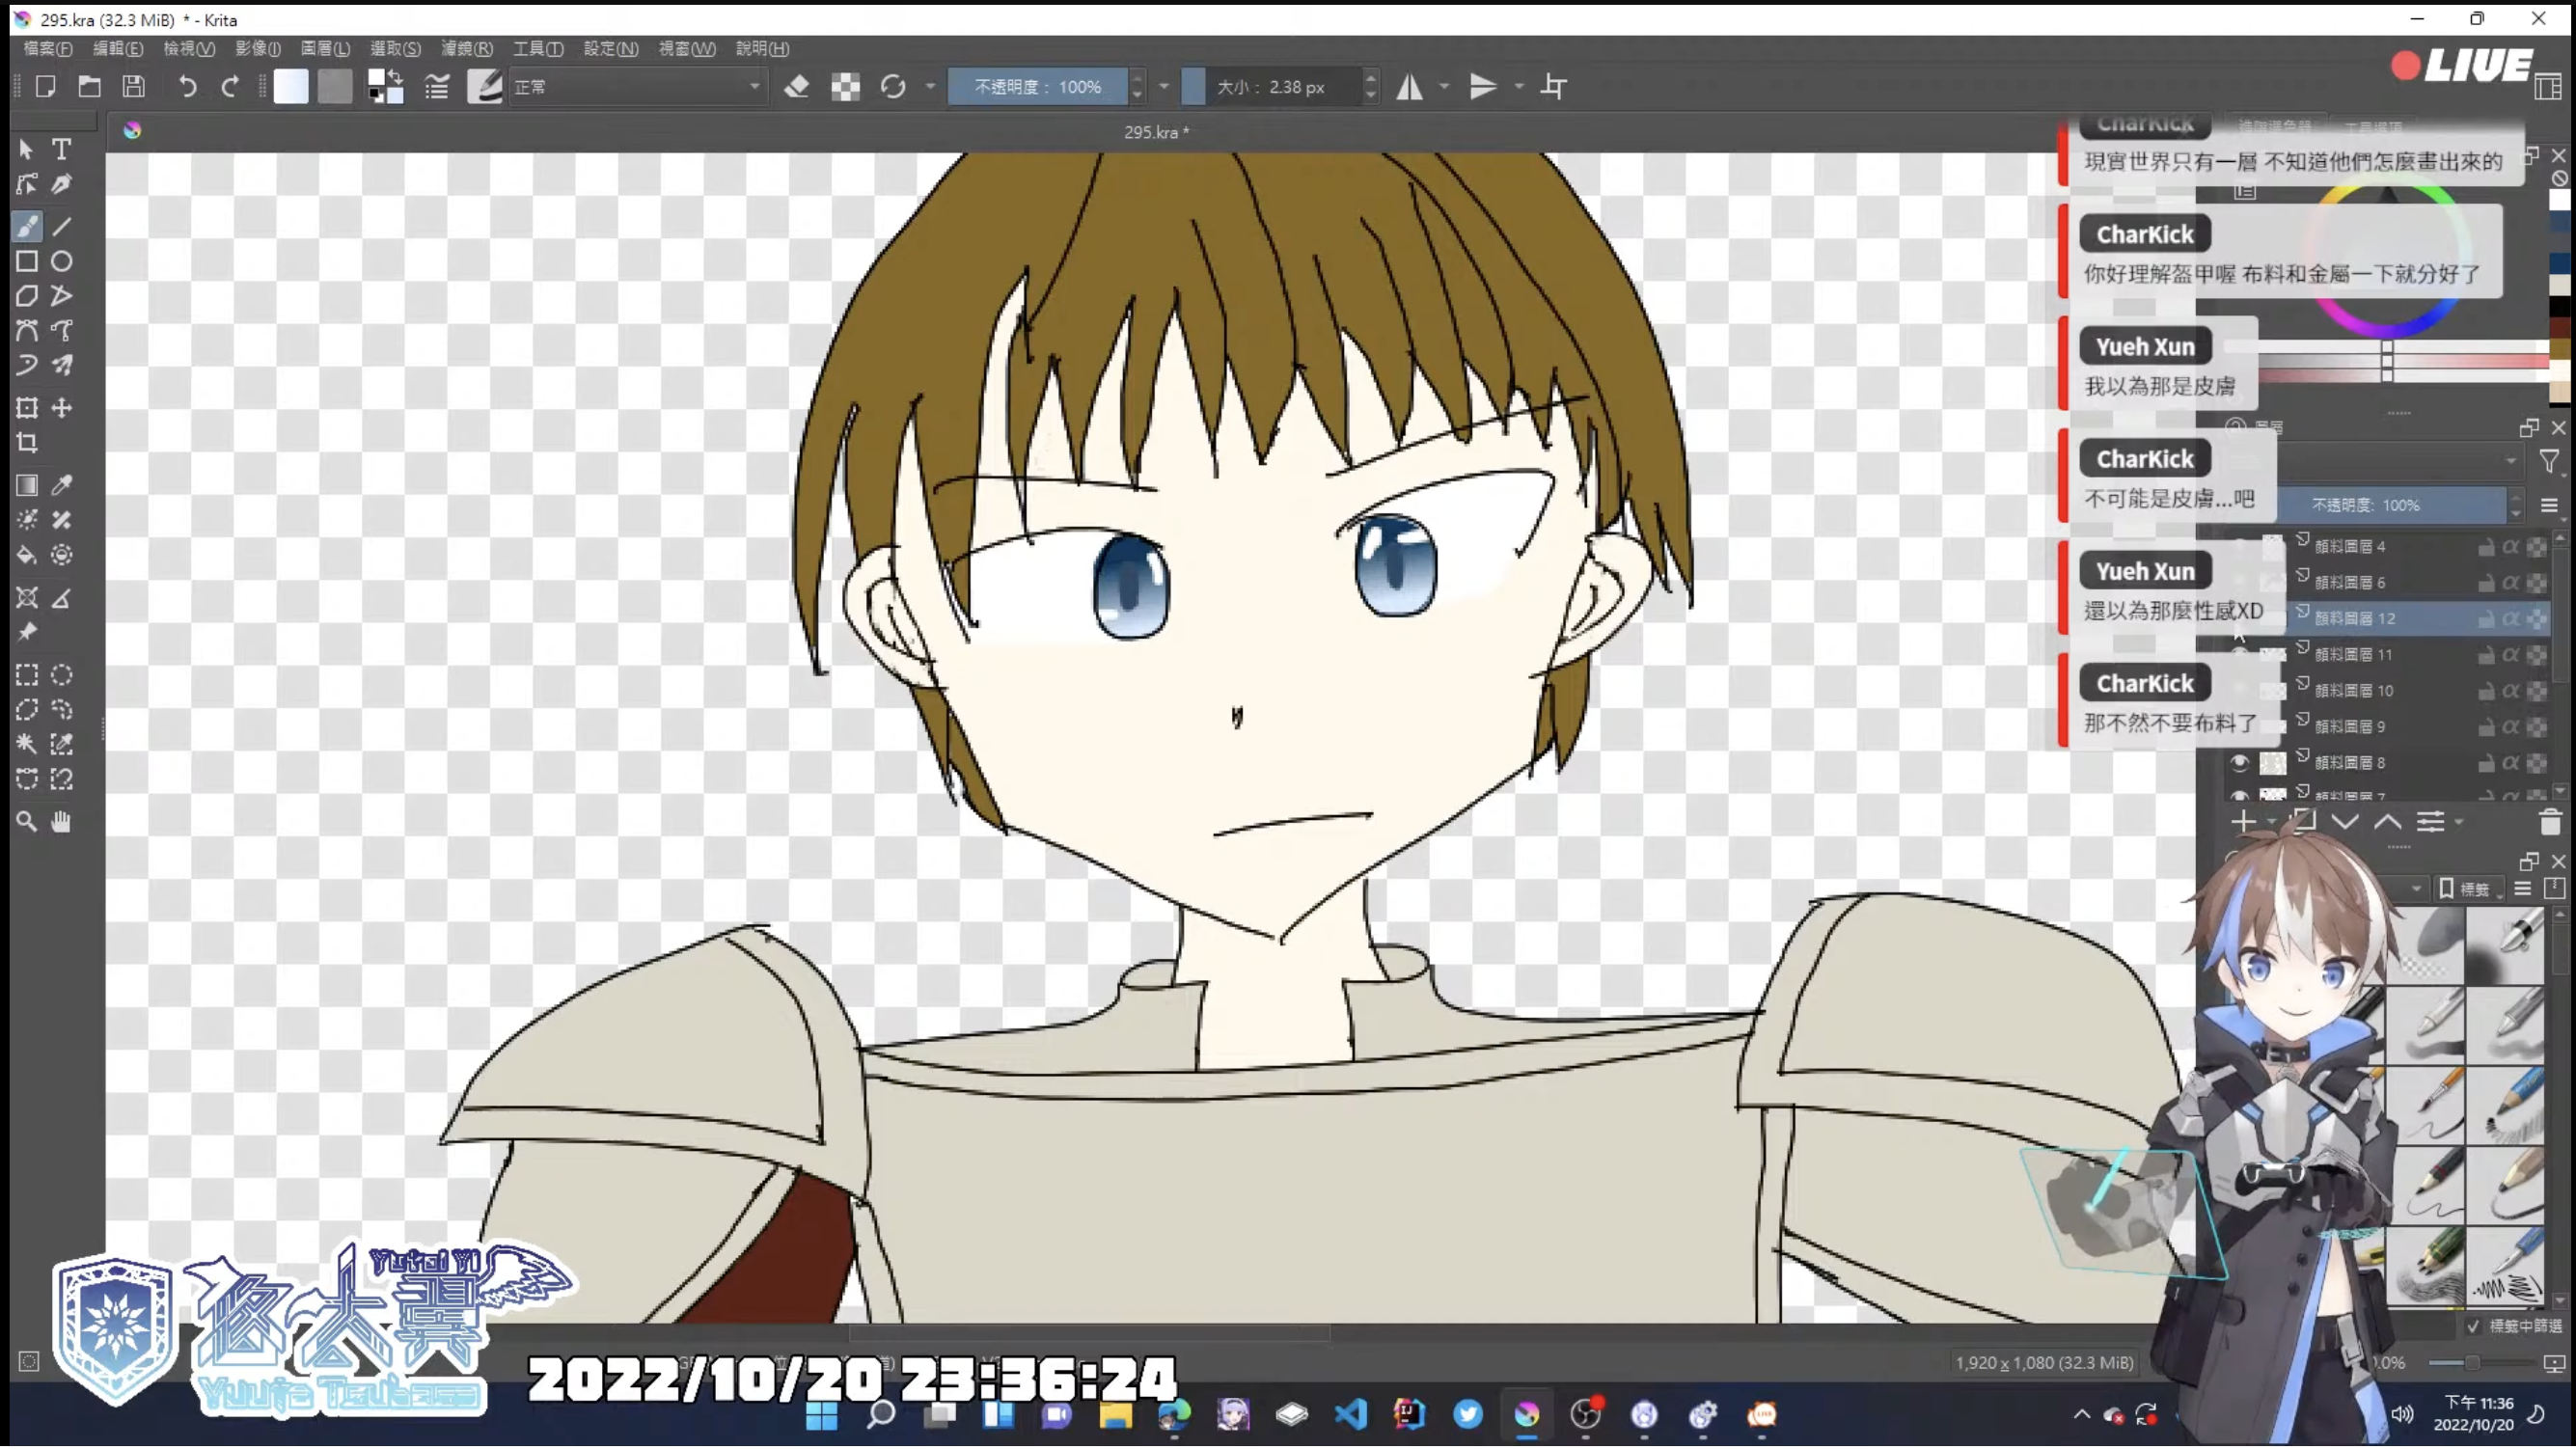 295.kra (32.3 MiB) * - Krita
檔案(F) 編輯(E) 檢視(V) 影像(I) 圖層(L) 選取(S) 濾鏡(R) 工具(T) 設定(N) 視窗(W) 說明(H)
LIVE
正常
不透明度： 100%
大小： 2.38 px
295.kra *
CharKick
現實世界只有一層 不知道他們怎麼畫出來的
CharKick
你好理解盔甲喔 布料和金屬一下就分好了
Yueh Xun
我以為那是皮膚
CharKick
不可能是皮膚...吧
Yueh Xun
還以為那麼性感XD
CharKick
那不然不要布料了
圖層
不透明度: 100%
顏料圖層 4
顏料圖層 6
顏料圖層 12
顏料圖層 11
顏料圖層 10
顏料圖層 9
顏料圖層 8
顏料圖層 7
標籤
標籤中篩選
Yutai Yi
悠太翼
Yuuta Tsubasa
2022/10/20 23:36:24
1,920 x 1,080 (32.3 MiB)
下午 11:36
2022/10/20